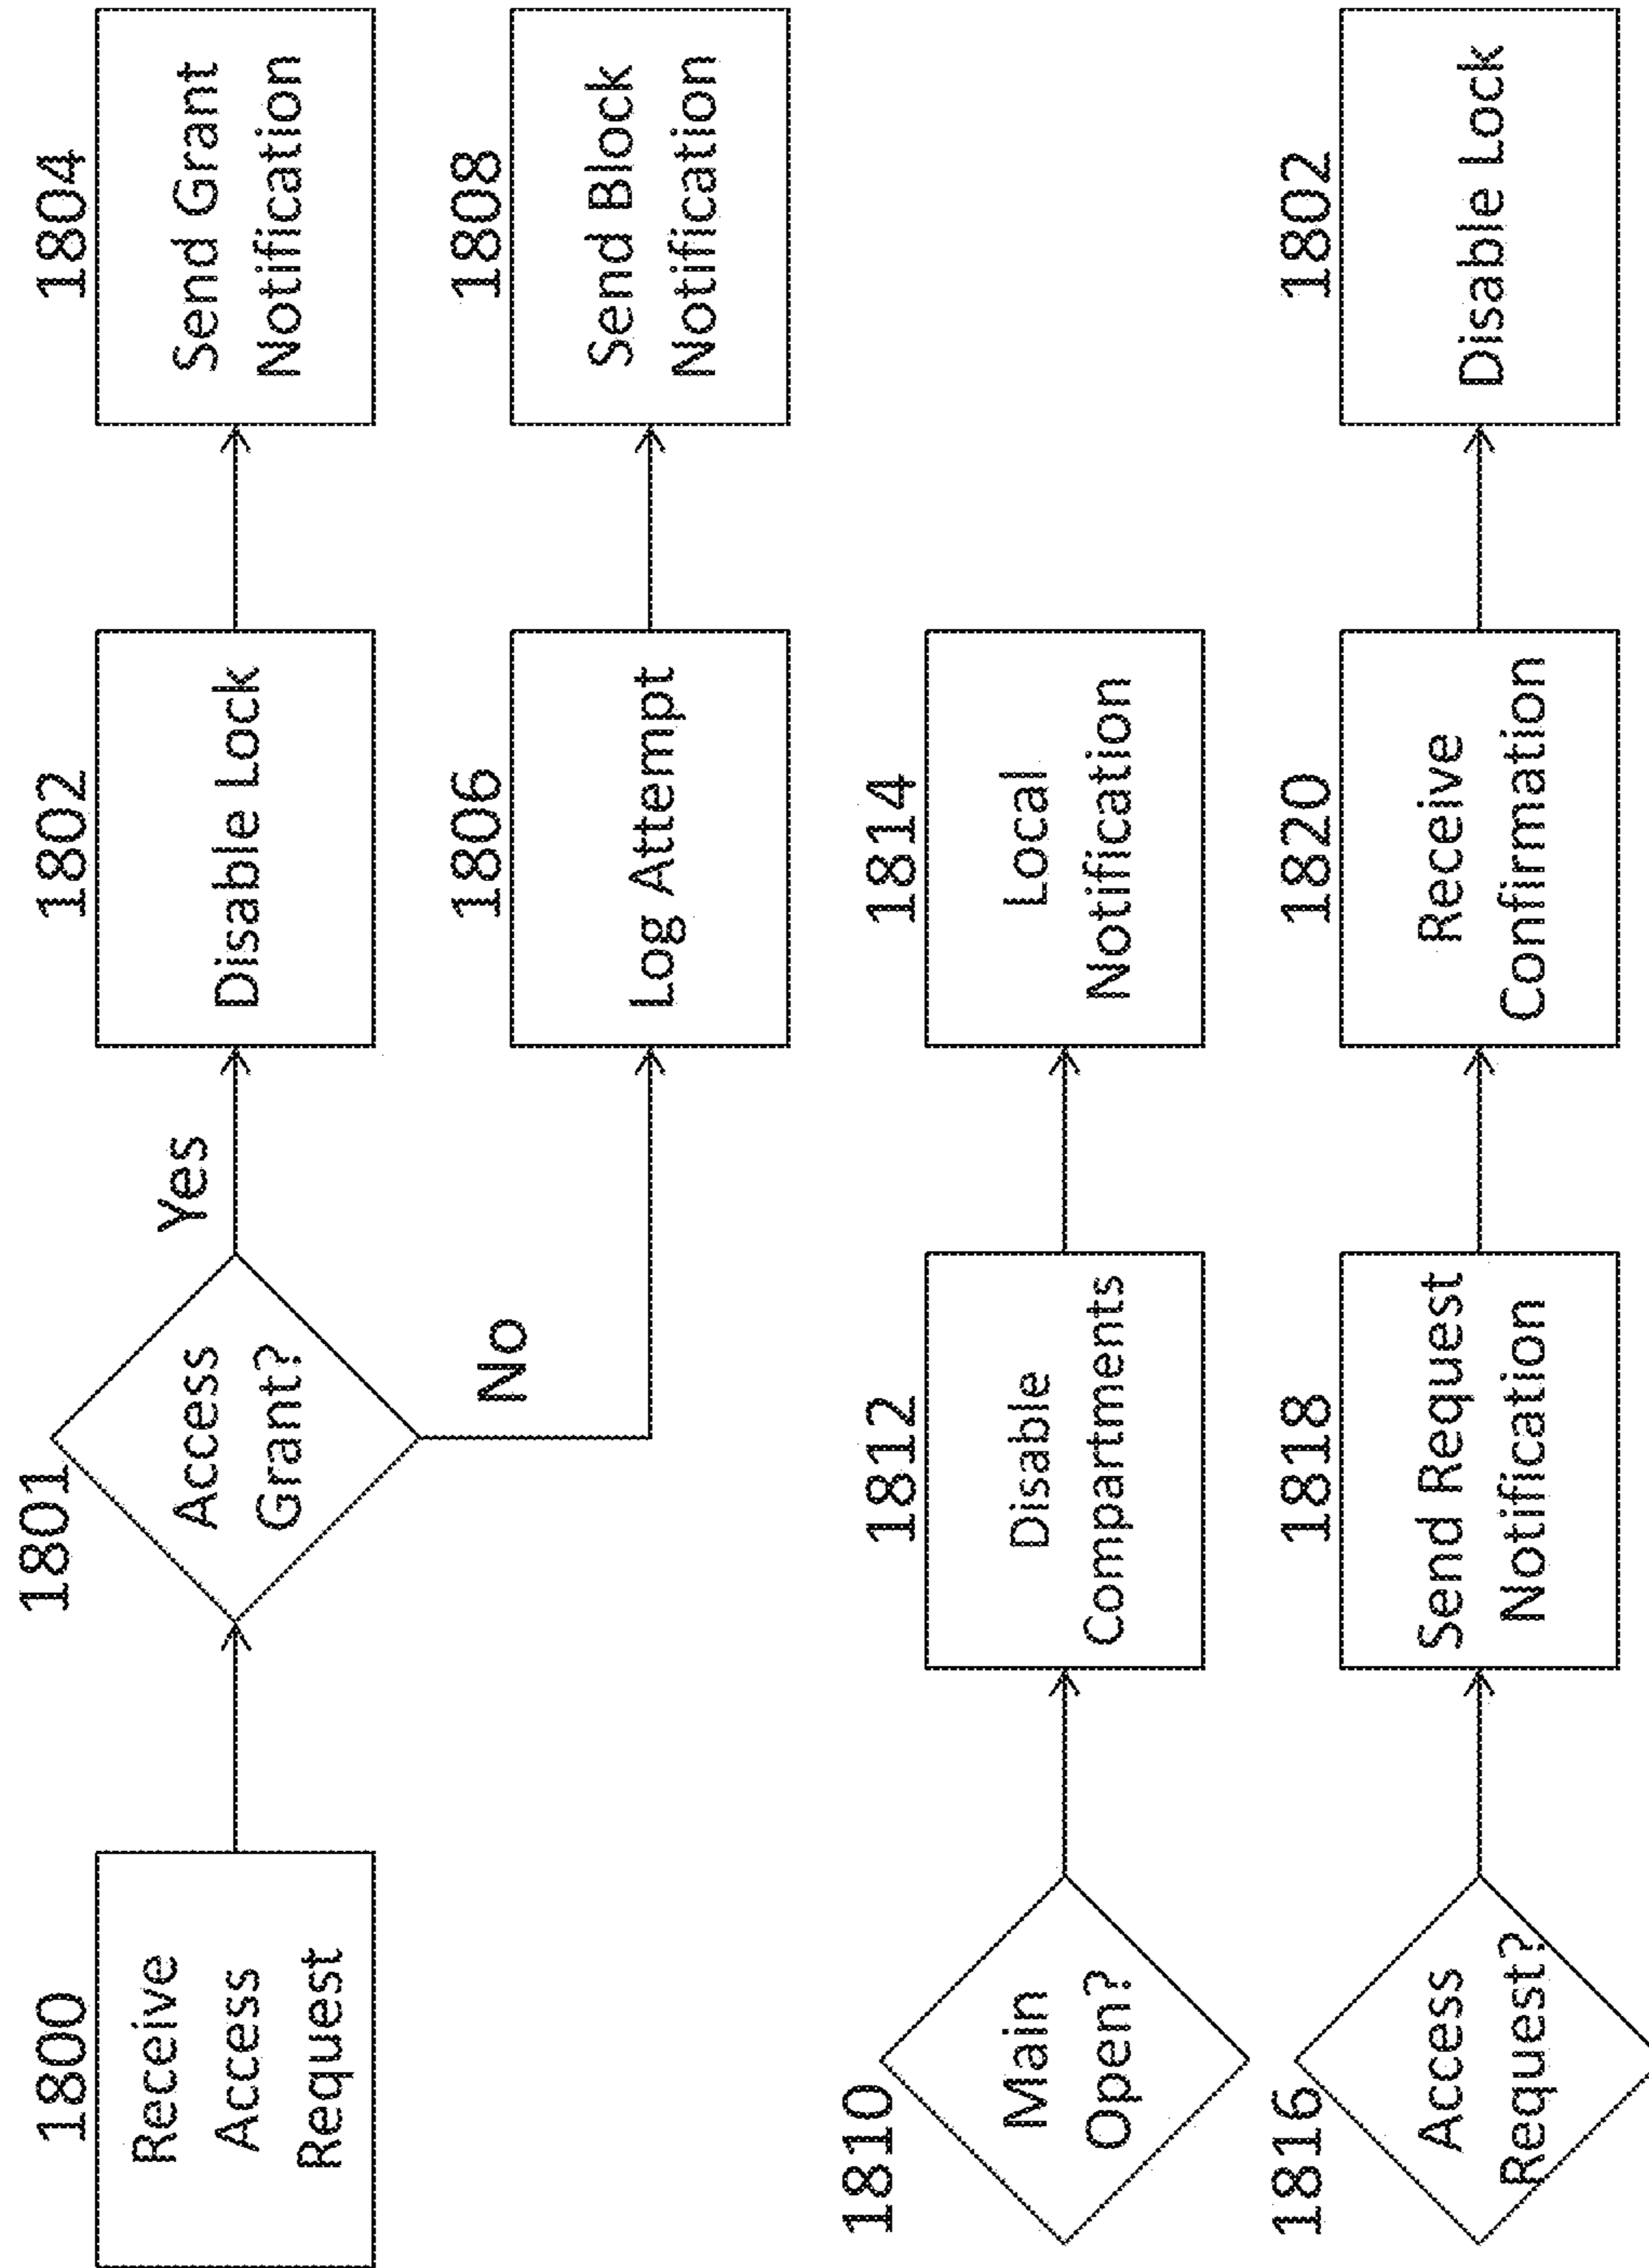 1800
Receive
Access
Request
1801
Access
Grant?
Yes
No
1802
Disable Lock
1804
Send Grant
Notification
1806
Log Attempt
1808
Send Block
Notification
1810
Main
Open?
1812
Disable
Compartments
1814
Local
Notification
1816
Access
Request?
1818
Send Request
Notification
1820
Receive
Confirmation
1802
Disable Lock